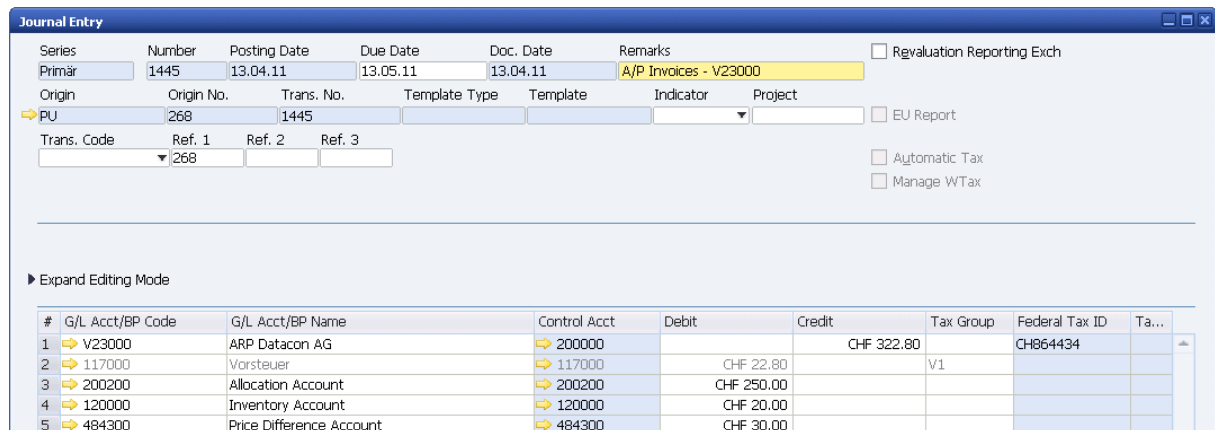 Journal Entry
Series Number Posting Date Due Date Doc. Date Remarks
Revaluation Reporting Exch
Primär 1445 13.04.11 13.05.11 13.04.11 A/P Invoices - V23000
Origin Origin No. Trans. No. Template Type Template Indicator Project
PU 268 1445
EU Report
Trans. Code Ref. 1 Ref. 2 Ref. 3
268
Automatic Tax
Manage WTax
Expand Editing Mode
# G/L Acct/BP Code G/L Acct/BP Name Control Acct Debit Credit Tax Group Federal Tax ID Ta...
1 V23000 ARP Datacon AG 200000 CHF 322.80 CH864434
2 117000 Vorsteuer 117000 CHF 22.80 V1
3 200200 Allocation Account 200200 CHF 250.00
4 120000 Inventory Account 120000 CHF 20.00
5 484300 Price Difference Account 484300 CHF 30.00